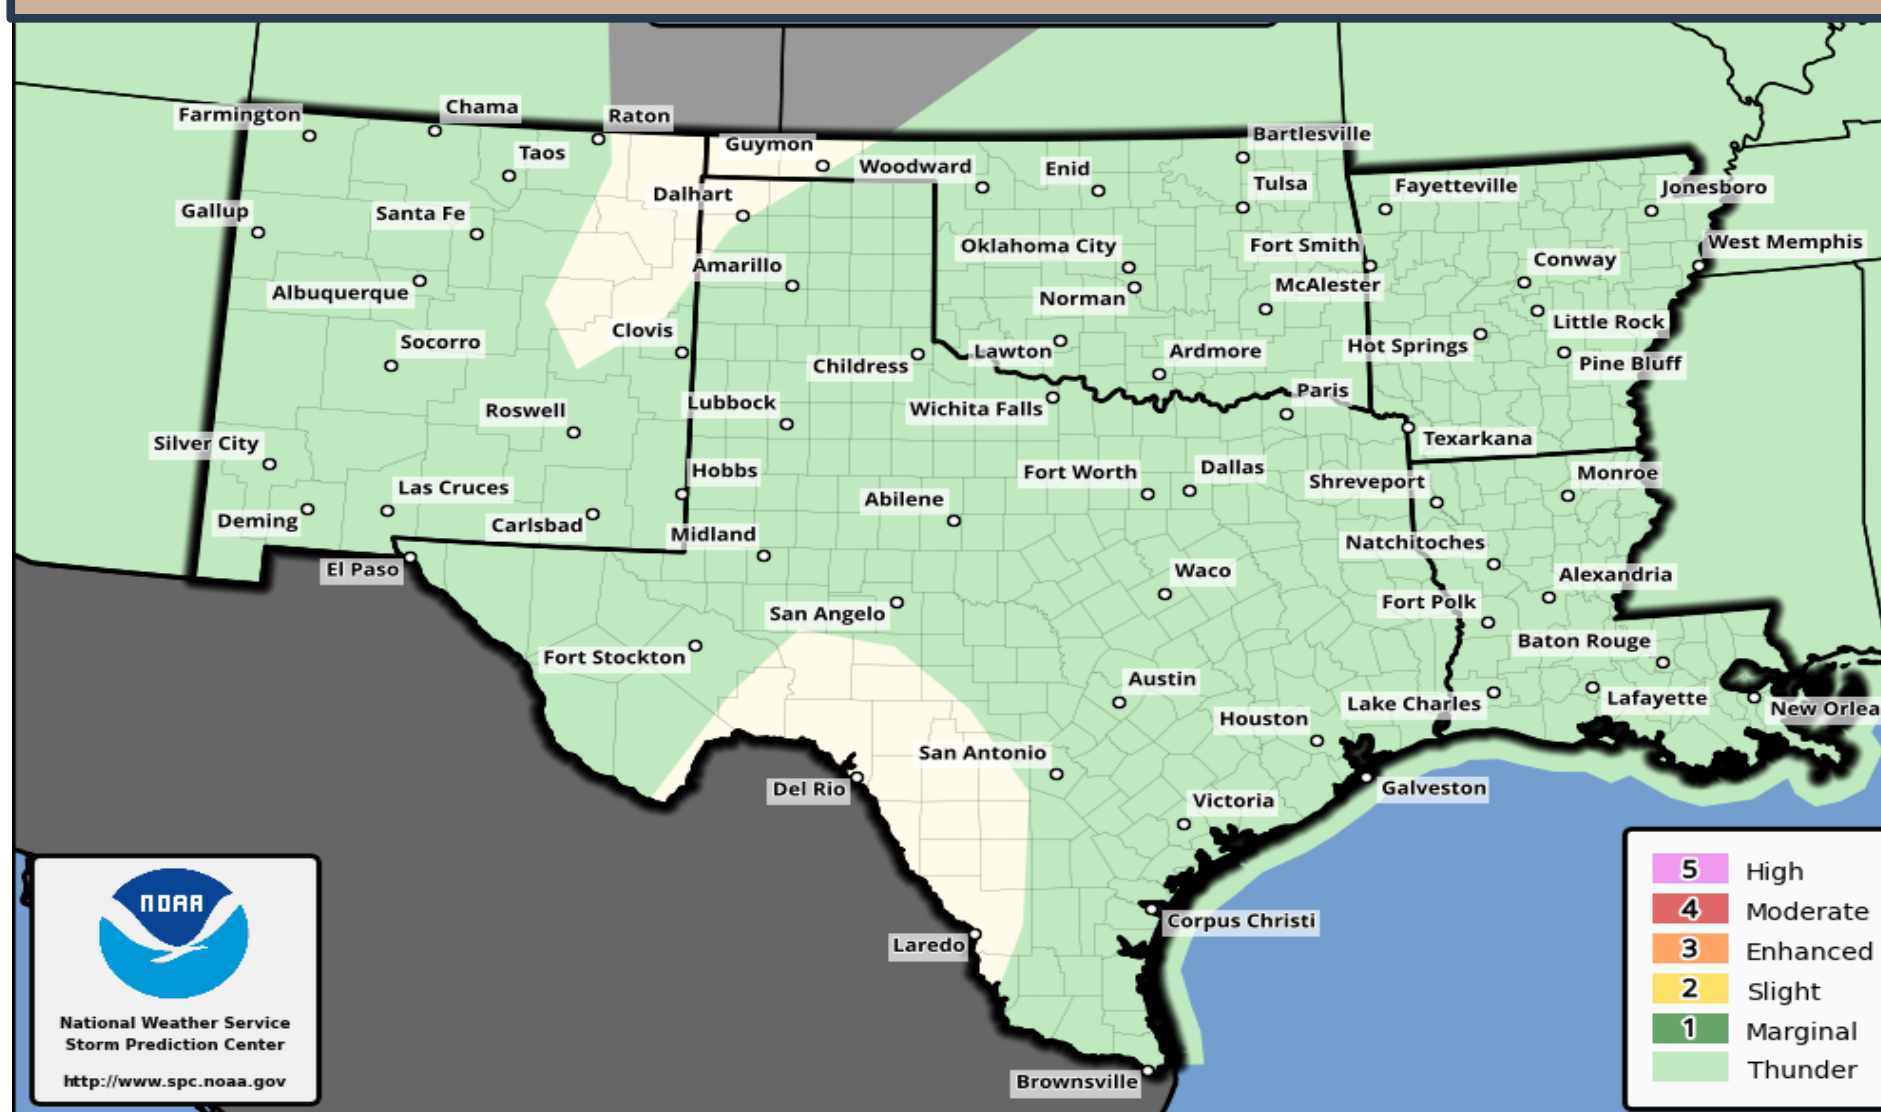 Farmington
Chama
Raton
Taos
Guymon
Woodward
Enid
Bartlesville
Tulsa
Fayetteville
Jonesboro
Dalhart
Gallup
Santa Fe
Oklahoma City
Fort Smith
West Memphis
Conway
Amarillo
Albuquerque
Norman
McAlester
Little Rock
Clovis
Socorro
Childress
Lawton
Ardmore
Hot Springs
Pine Bluff
Paris
Roswell
Lubbock
Wichita Falls
Silver City
Texarkana
Hobbs
Fort Worth
Dallas
Shreveport
Monroe
Las Cruces
Abilene
Deming
Carlsbad
Midland
Natchitoches
El Paso
Waco
Alexandria
San Angelo
Fort Polk
Baton Rouge
Fort Stockton
Austin
Lake Charles
Lafayette
New Orlea
Houston
San Antonio
Del Rio
Galveston
Victoria
Corpus Christi
Laredo
Brownsville
NOAA
National Weather Service
Storm Prediction Center
http://www.spc.noaa.gov
5 High
4 Moderate
3 Enhanced
2 Slight
1 Marginal
Thunder